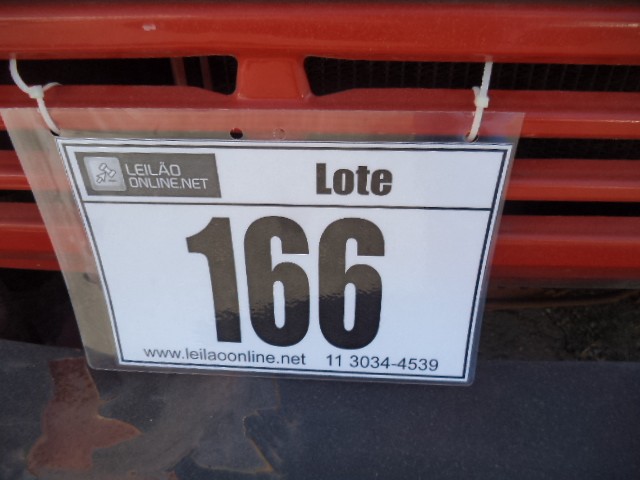 LEILÃO
ONLINE.NET
Lote
166
www.leilaoonline.net 11 3034-4539